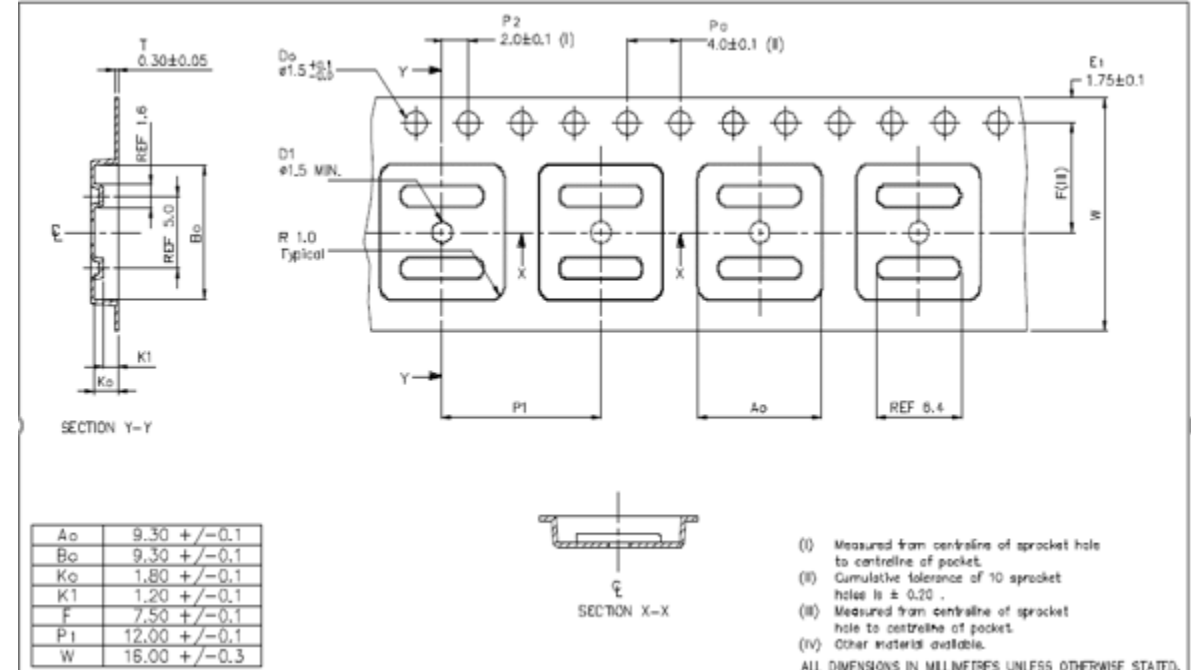 T
0.30±0.05
REF 1.6
REF 5.0
Bo
K1
Ko
SECTION Y-Y
P2
2.0±0.1 (I)
Po
4.0±0.1 (II)
E1
1.75±0.1
Do
ø1.5 +0.1
-0.0
Y
D1
ø1.5 MIN.
R 1.0
Typical
X
X
F(III)
W
Y
P1
Ao
REF 6.4
SECTION X-X
Ao 9.30 +/-0.1
Bo 9.30 +/-0.1
Ko 1.80 +/-0.1
K1 1.20 +/-0.1
F 7.50 +/-0.1
P1 12.00 +/-0.1
W 16.00 +/-0.3
(I) Measured from centreline of sprocket hole
to centreline of pocket.
(II) Cumulative tolerance of 10 sprocket
holes is ± 0.20 .
(III) Measured from centreline of sprocket
hole to centreline of pocket.
(IV) Other material available.
ALL DIMENSIONS IN MILLIMETRES UNLESS OTHERWISE STATED.